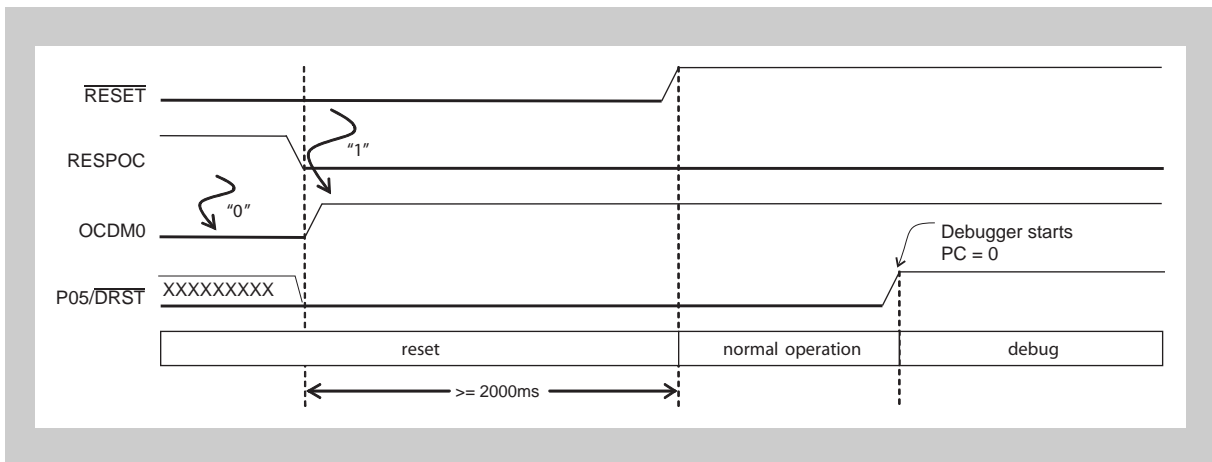 RESET
"1"
RESPOC
"0"
OCDM0
Debugger starts
PC = 0
P05/DRST
XXXXXXXXX
reset
normal operation
debug
>= 2000ms